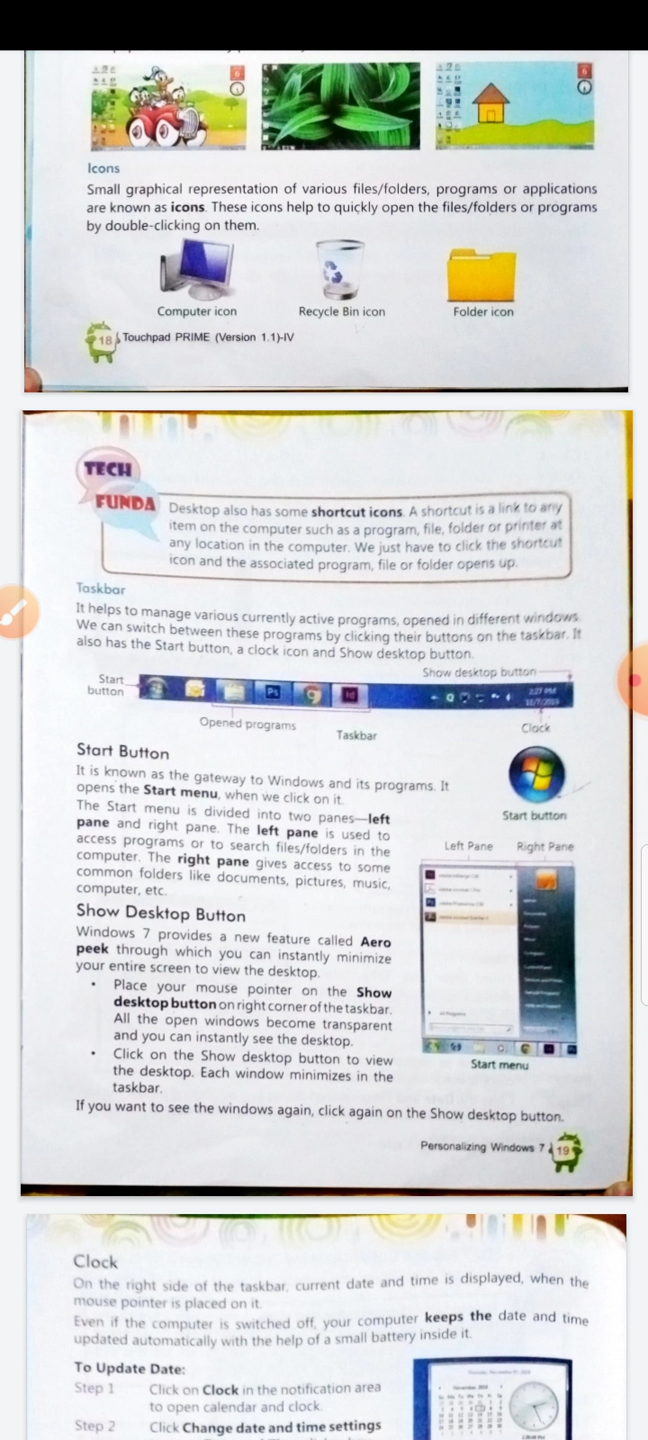 Icons
Small graphical representation of various files/folders, programs or applications
are known as icons. These icons help to quickly open the files/folders or programs
by double-clicking on them.
Computer icon
Recycle Bin icon
Folder icon
18
Touchpad PRIME (Version 1.1)-IV
TECH
FUNDA
Desktop also has some shortcut icons. A shortcut is a link to any
item on the computer such as a program, file, folder or printer at
any location in the computer. We just have to click the shortcut
icon and the associated program, file or folder opens up.
Taskbar
It helps to manage various currently active programs, opened in different windows.
We can switch between these programs by clicking their buttons on the taskbar. It
also has the Start button, a clock icon and Show desktop button.
Show desktop button
Start
button
Ps
Id
3:27 PM
11/7/2019
Opened programs
Taskbar
Clock
Start Button
It is known as the gateway to Windows and its programs. It
opens the Start menu, when we click on it.
The Start menu is divided into two panes—left
pane and right pane. The left pane is used to
access programs or to search files/folders in the
computer. The right pane gives access to some
common folders like documents, pictures, music,
computer, etc.
Start button
Left Pane
Right Pane
Start menu
Show Desktop Button
Windows 7 provides a new feature called Aero
peek through which you can instantly minimize
your entire screen to view the desktop.
• Place your mouse pointer on the Show
desktop button on right corner of the taskbar.
All the open windows become transparent
and you can instantly see the desktop.
• Click on the Show desktop button to view
the desktop. Each window minimizes in the
taskbar.
If you want to see the windows again, click again on the Show desktop button.
Personalizing Windows 7
19
Clock
On the right side of the taskbar, current date and time is displayed, when the
mouse pointer is placed on it.
Even if the computer is switched off, your computer keeps the date and time
updated automatically with the help of a small battery inside it.
To Update Date:
Step 1 Click on Clock in the notification area
to open calendar and clock.
Step 2 Click Change date and time settings